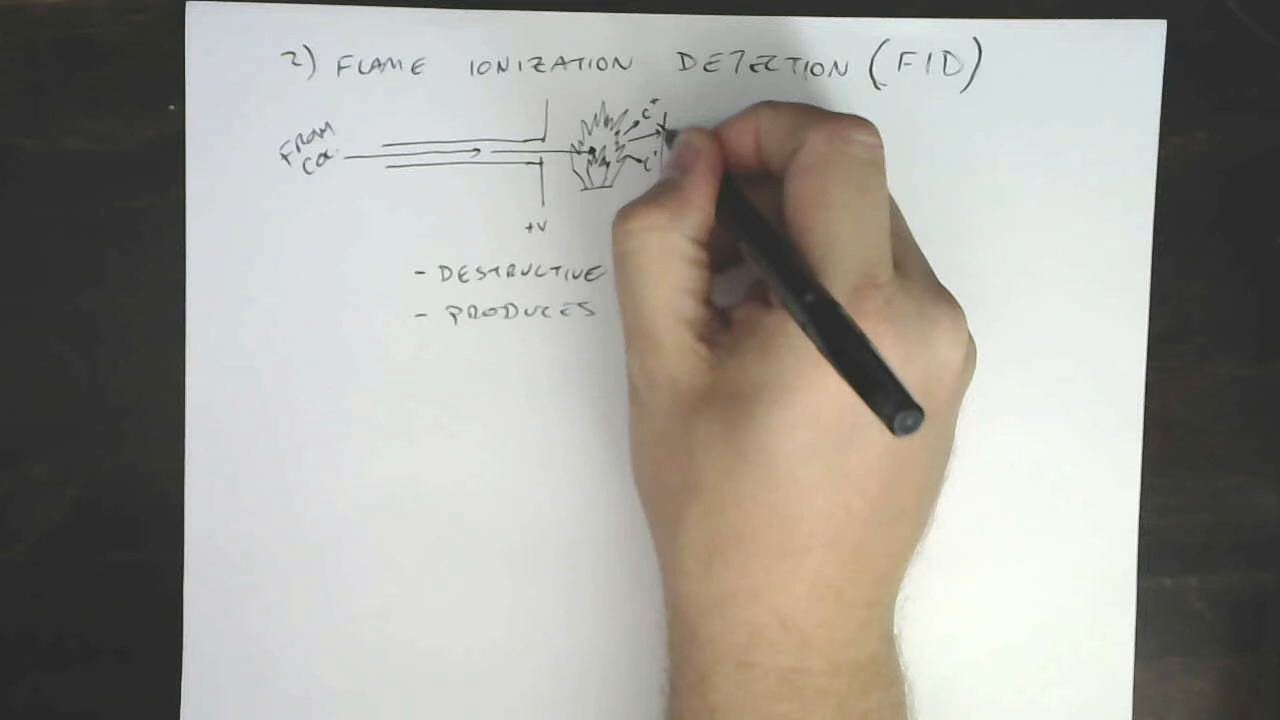 2) FLAME IONIZATION DETECTION (FID)
FROM
COL.
C+
C+
+V
- DESTRUCTIVE
- PRODUCES